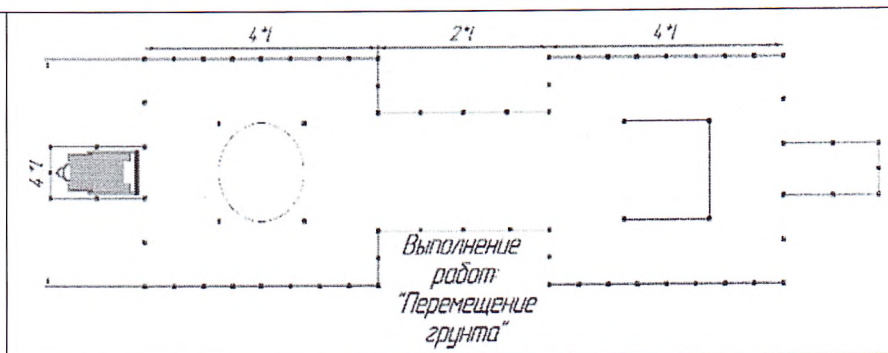 4*l
2*l
4*l
4*l
Выполнение
работ:
"Перемещение
грунта"